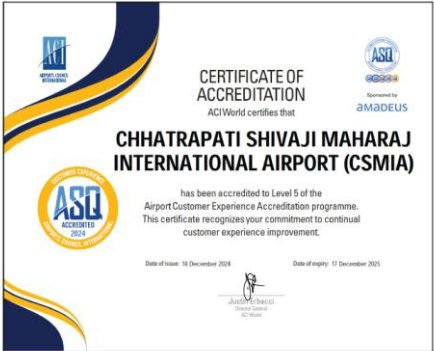 ACI
AIRPORTS COUNCIL
INTERNATIONAL
ASQ
Sponsored by
amadeus
CERTIFICATE OF
ACCREDITATION
ACI World certifies that
CHHATRAPATI SHIVAJI MAHARAJ
INTERNATIONAL AIRPORT (CSMIA)
has been accredited to Level 5 of the
Airport Customer Experience Accreditation programme.
This certificate recognizes your commitment to continual
customer experience improvement.
CUSTOMER EXPERIENCE
ASQ
ACCREDITED
2024
AIRPORTS COUNCIL INTERNATIONAL
Date of issue: 18 December 2024
Date of expiry: 17 December 2025
Justin Erbacci
Director General
ACI World